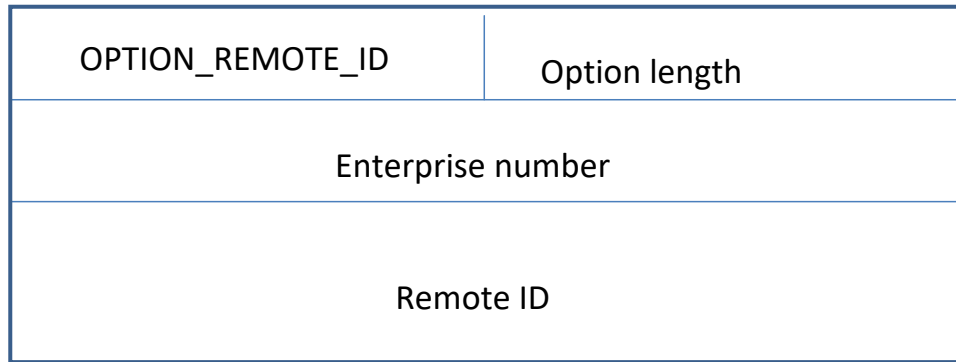 OPTION_REMOTE_ID
Option length
Enterprise number
Remote ID